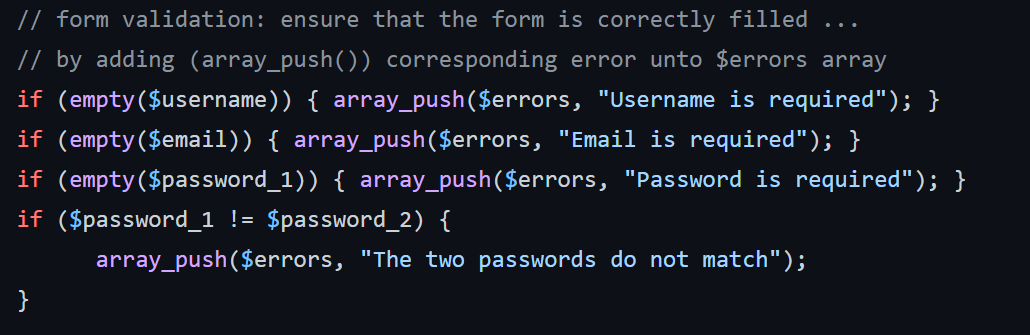 // form validation: ensure that the form is correctly filled ...
// by adding (array_push()) corresponding error unto $errors array
if (empty($username)) { array_push($errors, "Username is required"); }
if (empty($email)) { array_push($errors, "Email is required"); }
if (empty($password_1)) { array_push($errors, "Password is required"); }
if ($password_1 != $password_2) {
array_push($errors, "The two passwords do not match");
}